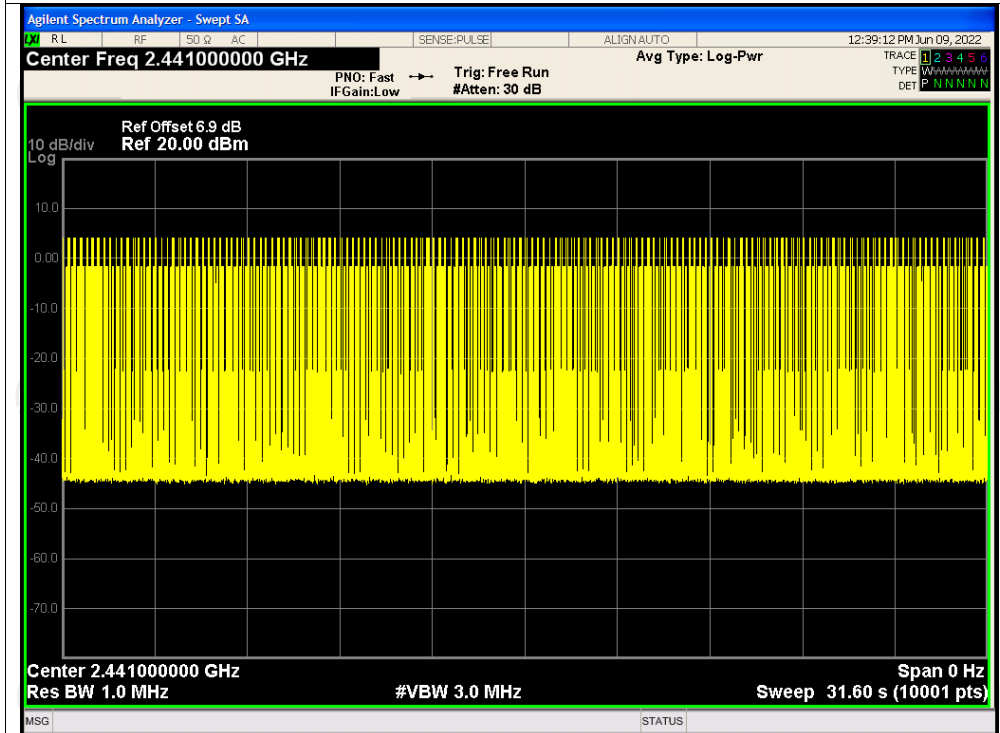 Agilent Spectrum Analyzer - Swept SA
LXI RL RF 50 Ω AC SENSE:PULSE ALIGN AUTO 12:39:12 PM Jun 09, 2022
Center Freq 2.441000000 GHz Avg Type: Log-Pwr TRACE 1 2 3 4 5 6
PNO: Fast Trig: Free Run TYPE W
IFGain:Low #Atten: 30 dB DET P N N N N N
Ref Offset 6.9 dB
10 dB/div Ref 20.00 dBm
Log
10.0
0.00
-10.0
-20.0
-30.0
-40.0
-50.0
-60.0
-70.0
Center 2.441000000 GHz Span 0 Hz
Res BW 1.0 MHz #VBW 3.0 MHz Sweep 31.60 s (10001 pts)
MSG STATUS